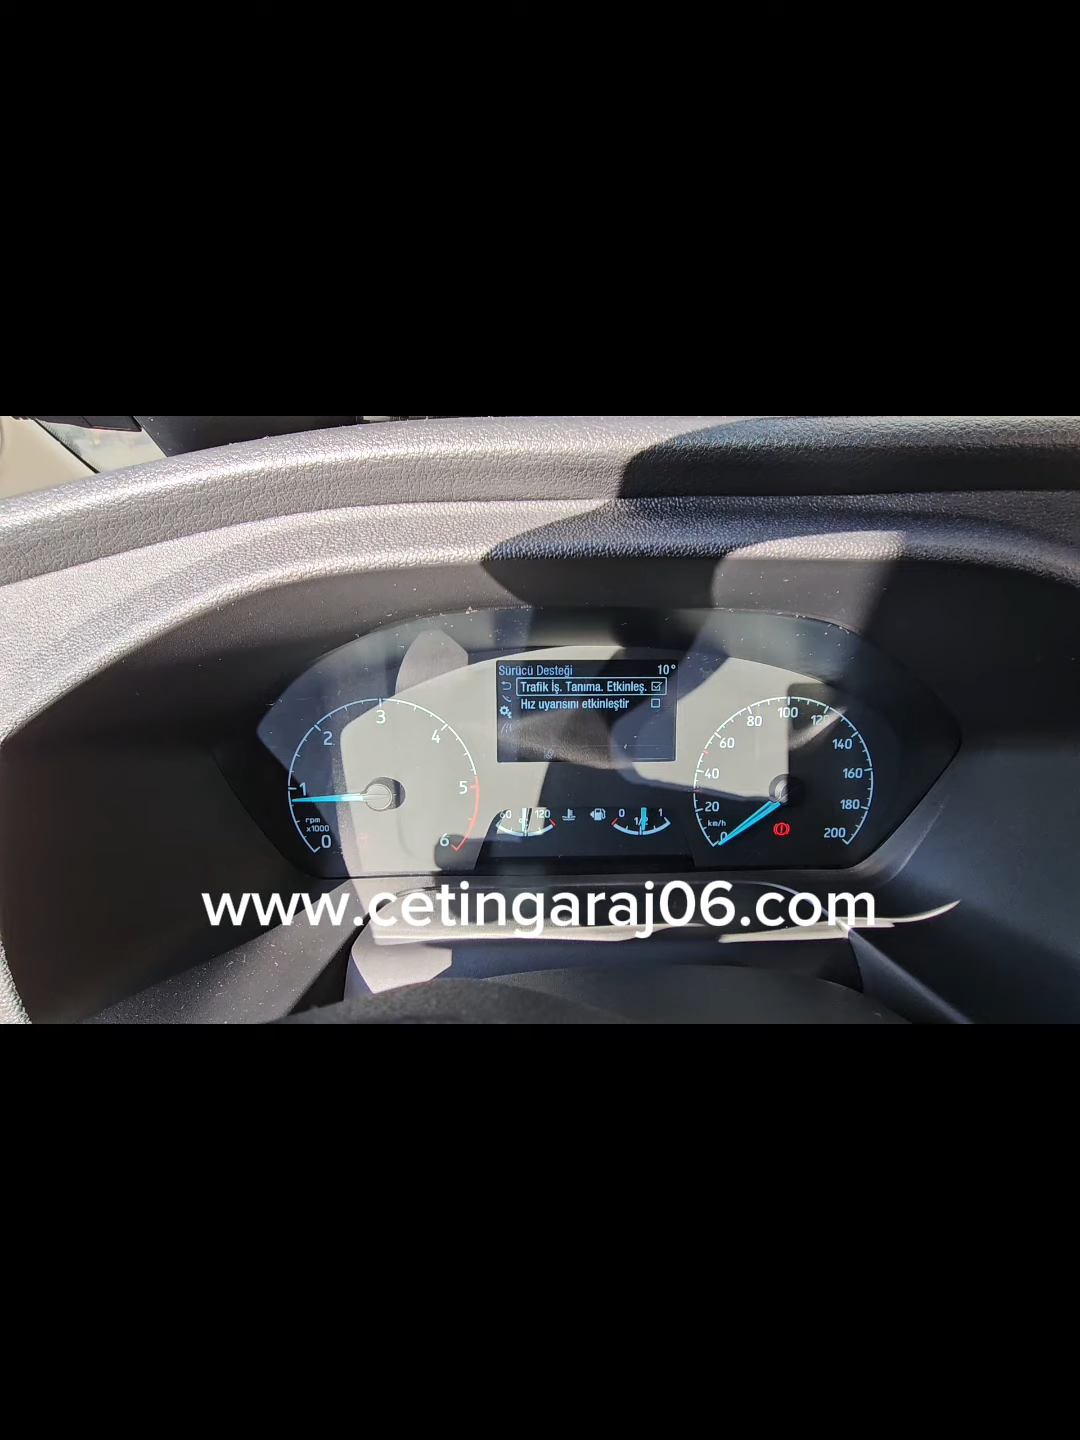 Sürücü Desteği 10°
Trafik İş. Tanıma. Etkinleş.
Hız uyarısını etkinleştir
0 1 2 3 4 5 6
rpm
x1000
60 120
0 1/2 1
0 20 40 60 80 100 120 140 160 180 200
km/h
www.cetingaraj06.com